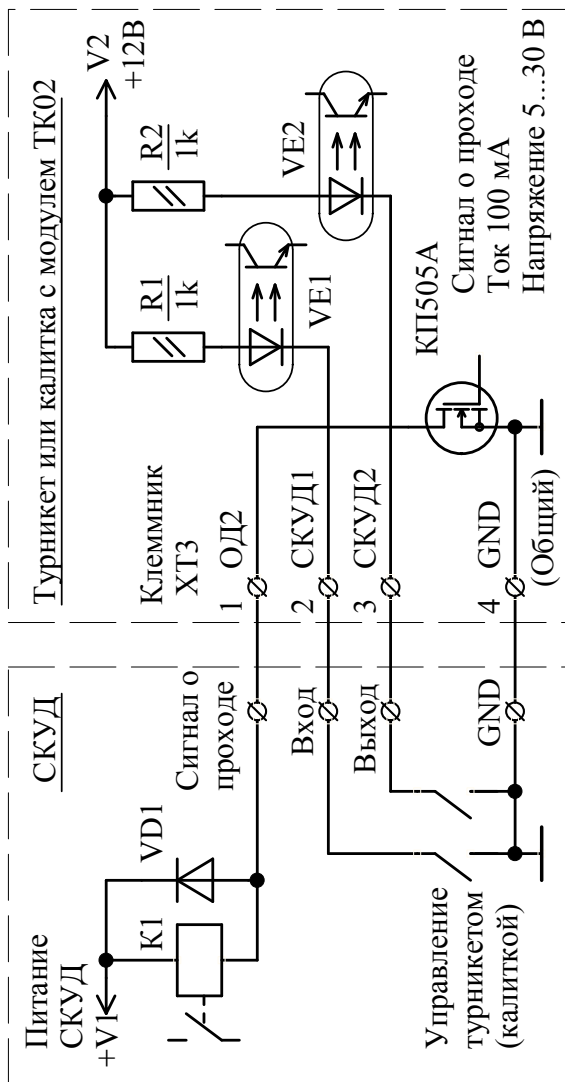 СКУД
Питание
СКУД
+V1
К1
VD1
Сигнал о
проходе
Вход
Выход
GND
Управление
турникетом
(калиткой)
Турникет или калитка с модулем ТК02
Клеммник
ХТ3
1 ОД2
2 СКУД1
3 СКУД2
4 GND
(Общий)
R1
1k
R2
1k
V2
+12В
VE1
VE2
КП505А
Сигнал о проходе
Ток 100 мА
Напряжение 5...30 В